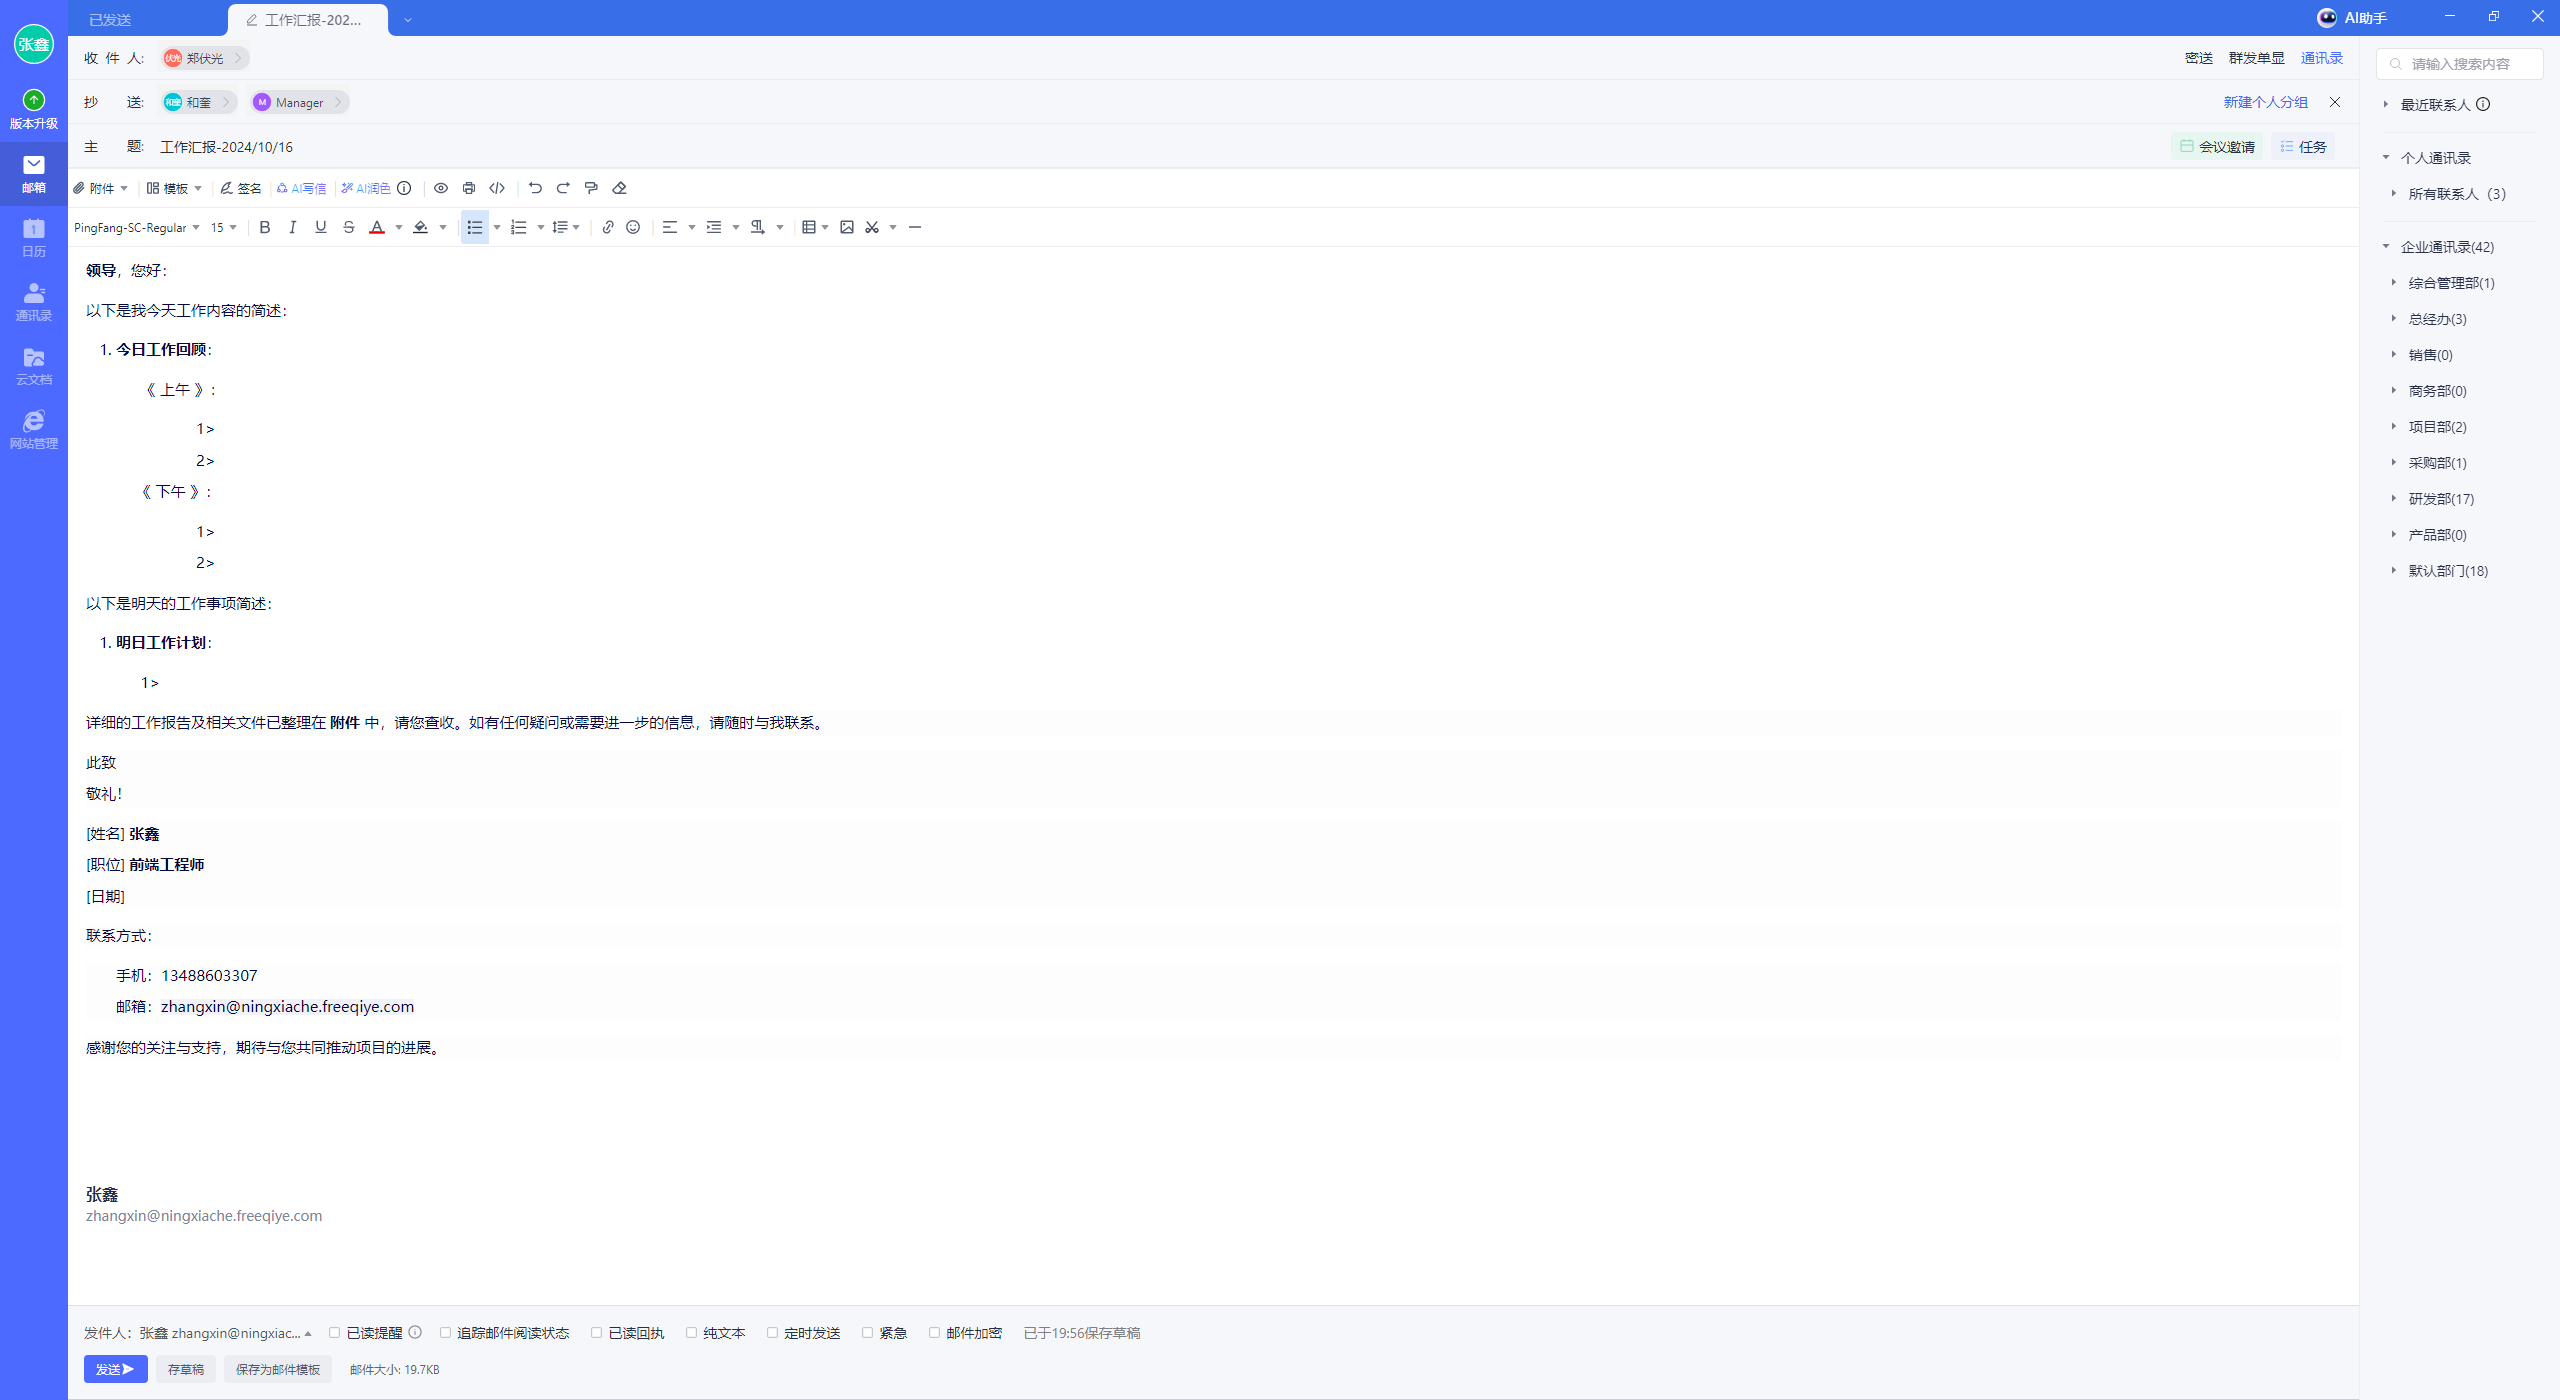 已发送
工作汇报-202...
AI助手
张鑫
版本升级
邮箱
1
日历
通讯录
云文档
网站管理
收 件 人:
伏光 郑伏光
密送 群发单显 通讯录
抄 送:
和奎 和奎
M Manager
新建个人分组
主 题:
工作汇报-2024/10/16
会议邀请
任务
附件 模板 签名 AI写信 AI润色
PingFang-SC-Regular 15
领导，您好：
以下是我今天工作内容的简述：
1. 今日工作回顾：
《 上午 》：
1>
2>
《 下午 》：
1>
2>
以下是明天的工作事项简述：
1. 明日工作计划：
1>
详细的工作报告及相关文件已整理在 附件 中，请您查收。如有任何疑问或需要进一步的信息，请随时与我联系。
此致
敬礼！
[姓名] 张鑫
[职位] 前端工程师
[日期]
联系方式：
手机：13488603307
邮箱：zhangxin@ningxiache.freeqiye.com
感谢您的关注与支持，期待与您共同推动项目的进展。
张鑫
zhangxin@ningxiache.freeqiye.com
发件人：张鑫 zhangxin@ningxiac...
已读提醒 追踪邮件阅读状态 已读回执 纯文本 定时发送 紧急 邮件加密 已于19:56保存草稿
发送 存草稿 保存为邮件模板 邮件大小: 19.7KB
请输入搜索内容
最近联系人
个人通讯录
所有联系人（3）
企业通讯录(42)
综合管理部(1)
总经办(3)
销售(0)
商务部(0)
项目部(2)
采购部(1)
研发部(17)
产品部(0)
默认部门(18)